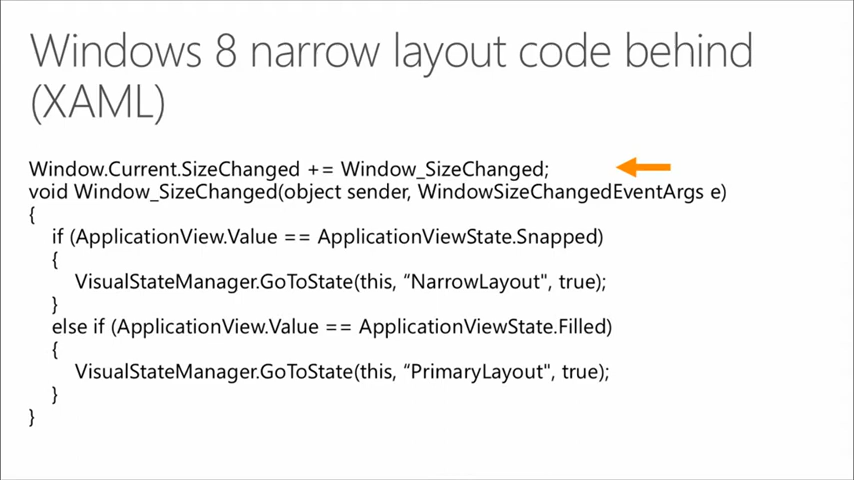 Windows 8 narrow layout code behind
(XAML)
Window.Current.SizeChanged += Window_SizeChanged;
void Window_SizeChanged(object sender, WindowSizeChangedEventArgs e)
{
if (ApplicationView.Value == ApplicationViewState.Snapped)
{
VisualStateManager.GoToState(this, “NarrowLayout", true);
}
else if (ApplicationView.Value == ApplicationViewState.Filled)
{
VisualStateManager.GoToState(this, “PrimaryLayout", true);
}
}